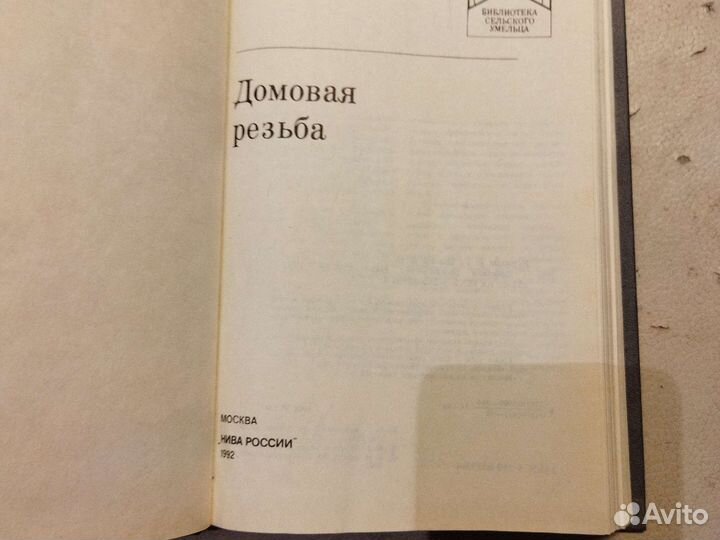 БИБЛИОТЕКА
СЕЛЬСКОГО
УМЕЛЬЦА
Домовая
резьба
МОСКВА
„НИВА РОССИИ"
1992
Avito